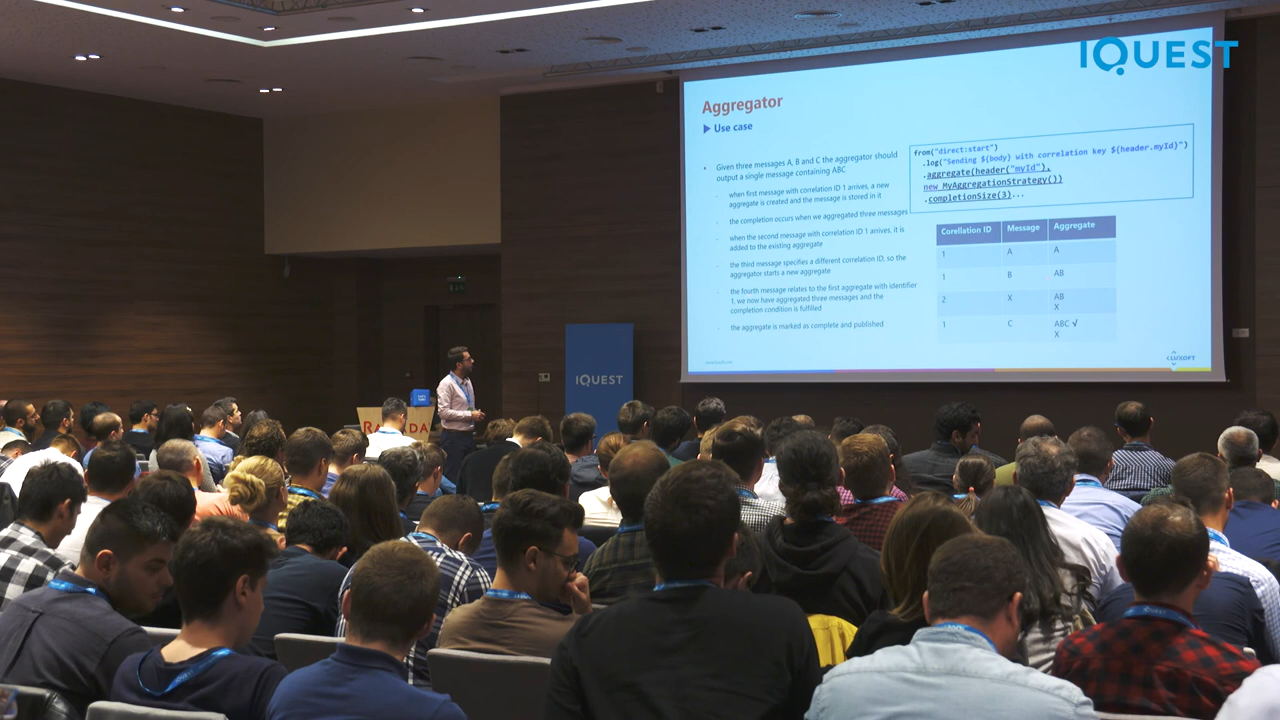 IQUEST
Aggregator
Use case
Given three messages A, B and C the aggregator should
output a single message containing ABC
when first message with correlation ID 1 arrives, a new
aggregate is created and the message is stored in it
the completion occurs when we aggregated three messages
when the second message with correlation ID 1 arrives, it is
added to the existing aggregate
the third message specifies a different correlation ID, so the
aggregator starts a new aggregate
the fourth message relates to the first aggregate with identifier
1, we now have aggregated three messages and the
completion condition is fulfilled
the aggregate is marked as complete and published
from("direct:start")
.log("Sending ${body} with correlation key ${header.myId}")
.aggregate(header("myId"),
new MyAggregationStrategy())
.completionSize(3)...
Corellation ID Message Aggregate
1 A A
1 B AB
2 X AB
X
1 C ABC √
X
LUXOFT
IQUEST